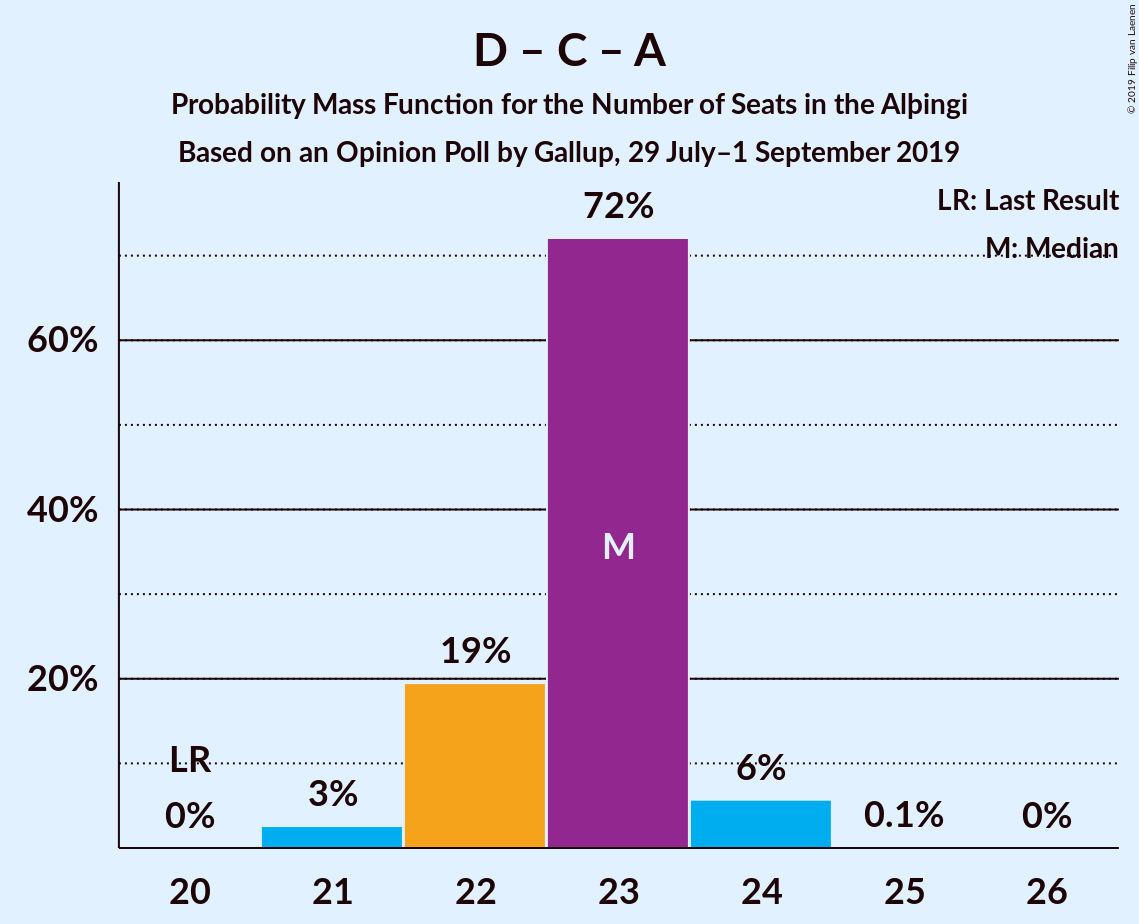 D – C – A
Probability Mass Function for the Number of Seats in the Alþingi
Based on an Opinion Poll by Gallup, 29 July–1 September 2019
© 2019 Filip van Laenen
LR: Last Result
M: Median
72%
60%
40%
M
20%
19%
LR
0%
3%
6%
0.1%
0%
20 21 22 23 24 25 26